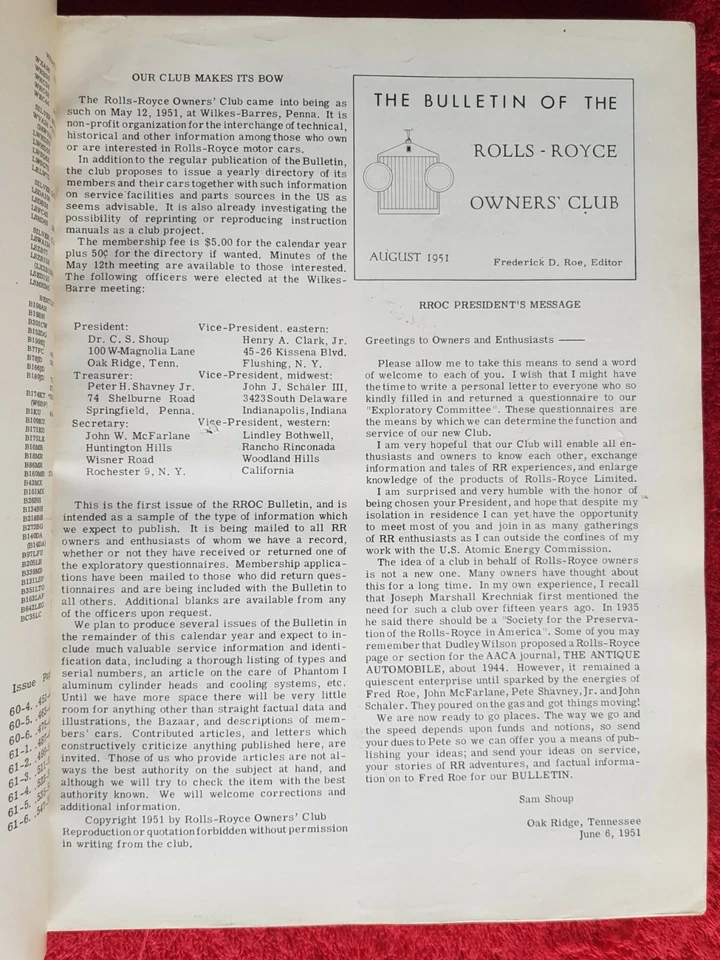 OUR CLUB MAKES ITS BOW
The Rolls-Royce Owners' Club came into being as
such on May 12, 1951, at Wilkes-Barres, Penna. It is
non-profit organization for the interchange of technical,
historical and other information among those who own
or are interested in Rolls-Royce motor cars.
In addition to the regular publication of the Bulletin,
the club proposes to issue a yearly directory of its
members and their cars together with such information
on service facilities and parts sources in the US as
seems advisable. It is also already investigating the
possibility of reprinting or reproducing instruction
manuals as a club project.
The membership fee is $5.00 for the calendar year
plus 50¢ for the directory if wanted. Minutes of the
May 12th meeting are available to those interested.
The following officers were elected at the Wilkes-
Barre meeting:
President:
Dr. C. S. Shoup
100 W-Magnolia Lane
Oak Ridge, Tenn.
Treasurer:
Peter H. Shavney Jr.
74 Shelburne Road
Springfield, Penna.
Secretary:
John W. McFarlane
Huntington Hills
Wisner Road
Rochester 9, N. Y.
Vice-President, eastern:
Henry A. Clark, Jr.
45-26 Kissena Blvd.
Flushing, N. Y.
Vice-President, midwest:
John J. Schaler III,
3423 South Delaware
Indianapolis, Indiana
Vice-President, western:
Lindley Bothwell,
Rancho Rinconada
Woodland Hills
California
This is the first issue of the RROC Bulletin, and is
intended as a sample of the type of information which
we expect to publish. It is being mailed to all RR
owners and enthusiasts of whom we have a record,
whether or not they have received or returned one of
the exploratory questionnaires. Membership applica-
tions have been mailed to those who did return ques-
tionnaires and are being included with the Bulletin to
all others. Additional blanks are available from any
of the officers upon request.
We plan to produce several issues of the Bulletin in
the remainder of this calendar year and expect to in-
clude much valuable service information and identi-
fication data, including a thorough listing of types and
serial numbers, an article on the care of Phantom I
aluminum cylinder heads and cooling systems, etc.
Until we have more space there will be very little
room for anything other than straight factual data and
illustrations, the Bazaar, and descriptions of mem-
bers' cars. Contributed articles, and letters which
constructively criticize anything published here, are
invited. Those of us who provide articles are not al-
ways the best authority on the subject at hand, and
although we will try to check the item with the best
authority known. We will welcome corrections and
additional information.
Copyright 1951 by Rolls-Royce Owners' Club
Reproduction or quotation forbidden without permission
in writing from the club.
THE BULLETIN OF THE
ROLLS - ROYCE
OWNERS' CLUB
AUGUST 1951
Frederick D. Roe, Editor
RROC PRESIDENT'S MESSAGE
Greetings to Owners and Enthusiasts ——
Please allow me to take this means to send a word
of welcome to each of you. I wish that I might have
the time to write a personal letter to everyone who so
kindly filled in and returned a questionnaire to our
"Exploratory Committee". These questionnaires are
the means by which we can determine the function and
service of our new Club.
I am very hopeful that our Club will enable all en-
thusiasts and owners to know each other, exchange
information and tales of RR experiences, and enlarge
knowledge of the products of Rolls-Royce Limited.
I am surprised and very humble with the honor of
being chosen your President, and hope that despite my
isolation in residence I can yet have the opportunity
to meet most of you and join in as many gatherings
of RR enthusiasts as I can outside the confines of my
work with the U.S. Atomic Energy Commission.
The idea of a club in behalf of Rolls-Royce owners
is not a new one. Many owners have thought about
this for a long time. In my own experience, I recall
that Joseph Marshall Krechniak first mentioned the
need for such a club over fifteen years ago. In 1935
he said there should be a "Society for the Preserva-
tion of the Rolls-Royce in America". Some of you may
remember that Dudley Wilson proposed a Rolls-Royce
page or section for the AACA journal, THE ANTIQUE
AUTOMOBILE, about 1944. However, it remained a
quiescent enterprise until sparked by the energies of
Fred Roe, John McFarlane, Pete Shavney, Jr. and John
Schaler. They poured on the gas and got things moving!
We are now ready to go places. The way we go and
the speed depends upon funds and notions, so send
your dues to Pete so we can offer you a means of pub-
lishing your ideas; and send your ideas on service,
your stories of RR adventures, and factual informa-
tion on to Fred Roe for our BULLETIN.
Sam Shoup
Oak Ridge, Tennessee
June 6, 1951